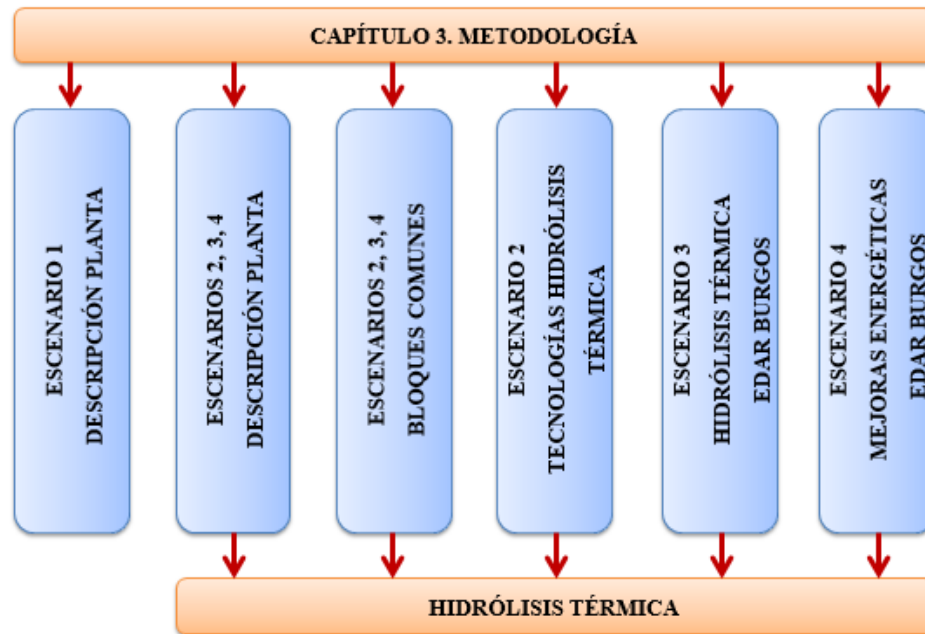 CAPÍTULO 3. METODOLOGÍA
ESCENARIO 1
DESCRIPCIÓN PLANTA
ESCENARIOS 2, 3, 4
DESCRIPCIÓN PLANTA
ESCENARIOS 2, 3, 4
BLOQUES COMUNES
ESCENARIO 2
TECNOLOGÍAS HIDRÓLISIS
TÉRMICA
ESCENARIO 3
HIDRÓLISIS TÉRMICA
EDAR BURGOS
ESCENARIO 4
MEJORAS ENERGÉTICAS
EDAR BURGOS
HIDRÓLISIS TÉRMICA